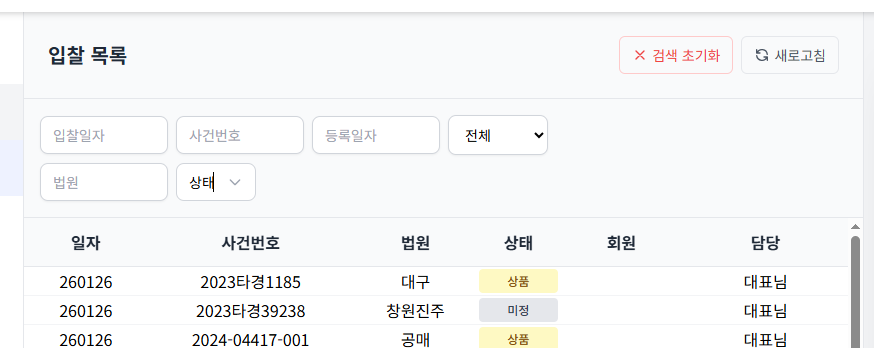 입찰 목록
검색 초기화
새로고침
입찰일자 사건번호 등록일자 전체
법원 상태
일자 사건번호 법원 상태 회원 담당
260126 2023타경1185 대구 상품 대표님
260126 2023타경39238 창원진주 미정 대표님
260126 2024-04417-001 공매 상품 대표님